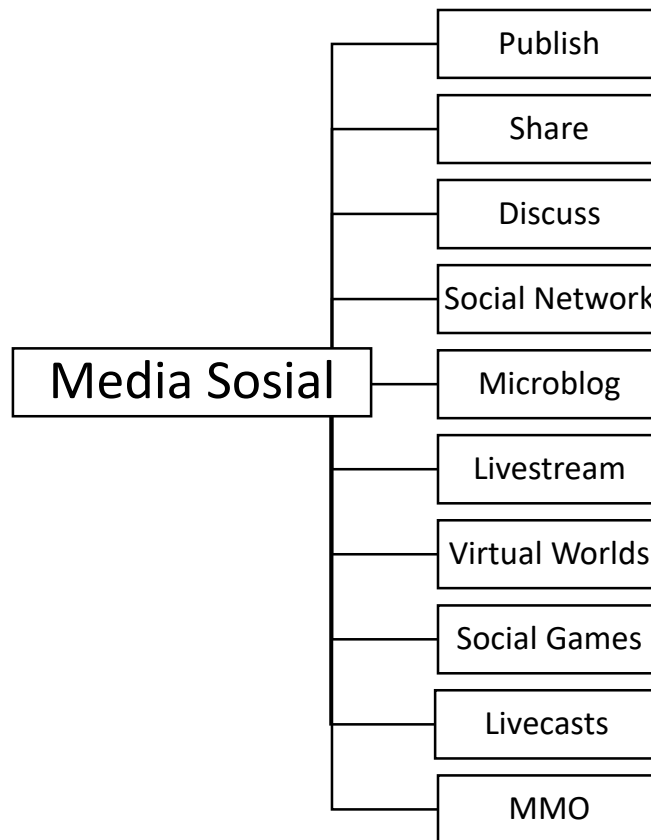 Publish
Share
Discuss
Social Network
Media Sosial
Microblog
Livestream
Virtual Worlds
Social Games
Livecasts
MMO